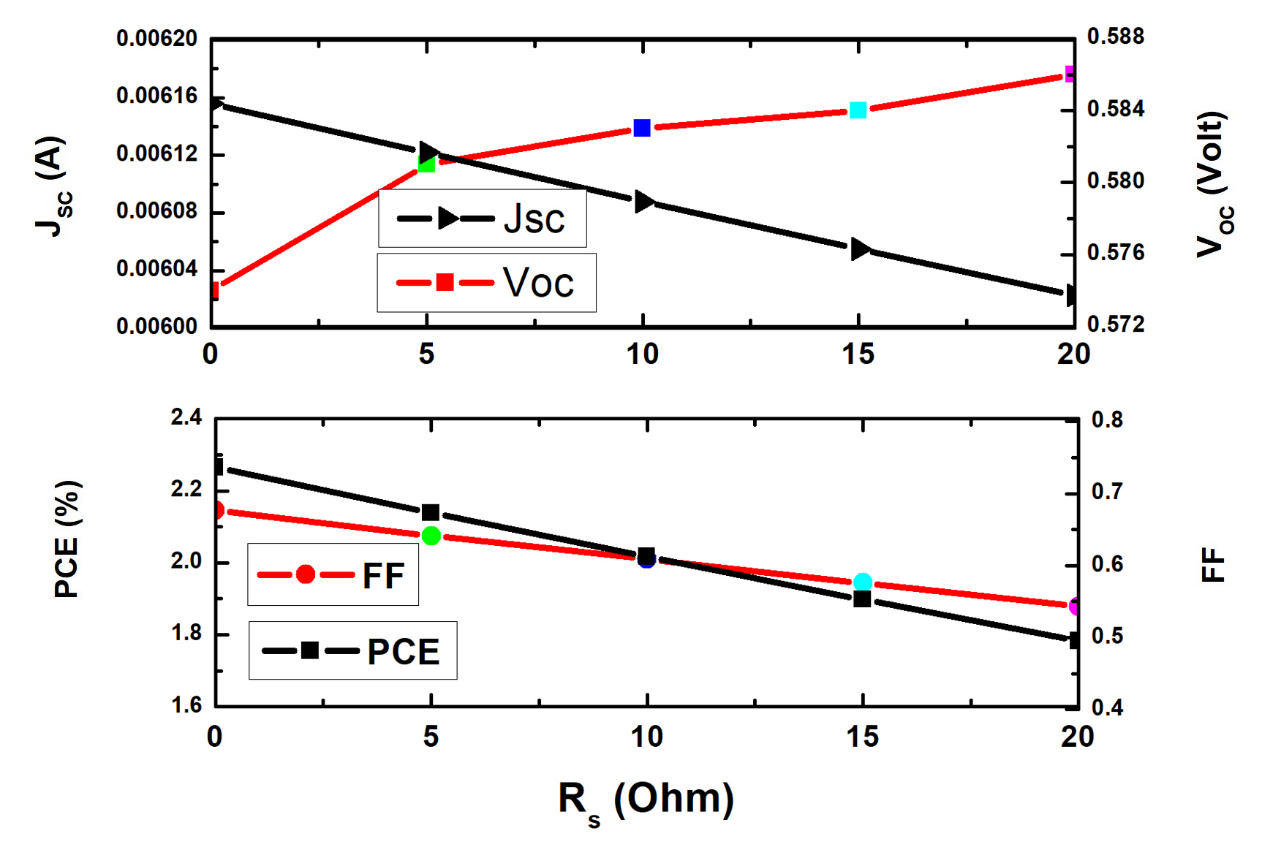 0.00620
0.588
0.00616
0.584
J_SC (A)
0.00612
0.580
V_OC (Volt)
0.00608
Jsc
0.576
0.00604
Voc
0.00600
0.572
0 5 10 15 20
2.4
0.8
2.2
0.7
PCE (%)
2.0
FF
0.6
FF
1.8
PCE
0.5
1.6
0.4
0 5 10 15 20
R_s (Ohm)